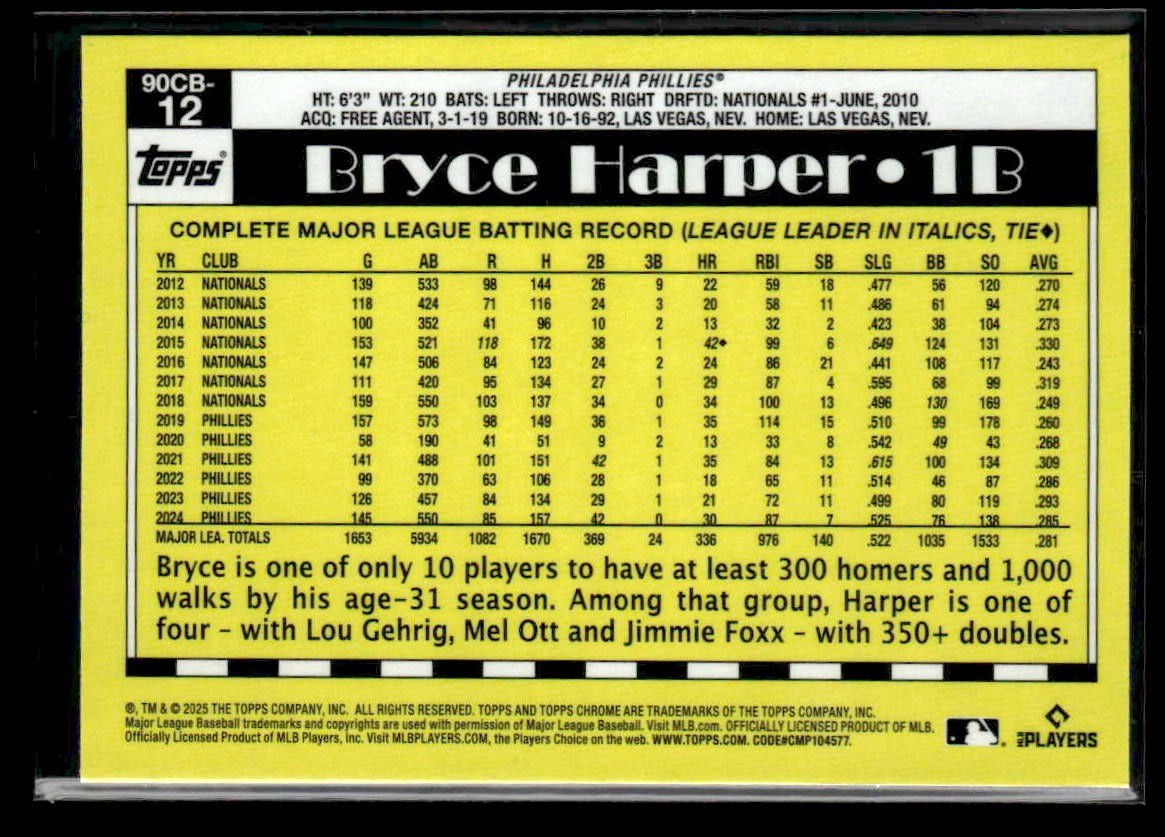 90CB-
12
PHILADELPHIA PHILLIES®
HT: 6'3" WT: 210 BATS: LEFT THROWS: RIGHT DRFTD: NATIONALS #1-JUNE, 2010
ACQ: FREE AGENT, 3-1-19 BORN: 10-16-92, LAS VEGAS, NEV. HOME: LAS VEGAS, NEV.
topps® Bryce Harper • 1B
COMPLETE MAJOR LEAGUE BATTING RECORD (LEAGUE LEADER IN ITALICS, TIE♦)
YR CLUB G AB R H 2B 3B HR RBI SB SLG BB SO AVG
2012 NATIONALS 139 533 98 144 26 9 22 59 18 .477 56 120 .270
2013 NATIONALS 118 424 71 116 24 3 20 58 11 .486 61 94 .274
2014 NATIONALS 100 352 41 96 10 2 13 32 2 .423 38 104 .273
2015 NATIONALS 153 521 118 172 38 1 42♦ 99 6 .649 124 131 .330
2016 NATIONALS 147 506 84 123 24 2 24 86 21 .441 108 117 .243
2017 NATIONALS 111 420 95 134 27 1 29 87 4 .595 68 99 .319
2018 NATIONALS 159 550 103 137 34 0 34 100 13 .496 130 169 .249
2019 PHILLIES 157 573 98 149 36 1 35 114 15 .510 99 178 .260
2020 PHILLIES 58 190 41 51 9 2 13 33 8 .542 49 43 .268
2021 PHILLIES 141 488 101 151 42 1 35 84 13 .615 100 134 .309
2022 PHILLIES 99 370 63 106 28 1 18 65 11 .514 46 87 .286
2023 PHILLIES 126 457 84 134 29 1 21 72 11 .499 80 119 .293
2024 PHILLIES 145 550 85 157 42 0 30 87 7 .525 76 138 .285
MAJOR LEA. TOTALS 1653 5934 1082 1670 369 24 336 976 140 .522 1035 1533 .281
Bryce is one of only 10 players to have at least 300 homers and 1,000
walks by his age-31 season. Among that group, Harper is one of
four – with Lou Gehrig, Mel Ott and Jimmie Foxx – with 350+ doubles.
®, TM & © 2025 THE TOPPS COMPANY, INC. ALL RIGHTS RESERVED. TOPPS AND TOPPS CHROME ARE TRADEMARKS OF THE TOPPS COMPANY, INC.
Major League Baseball trademarks and copyrights are used with permission of Major League Baseball. Visit MLB.com. OFFICIALLY LICENSED PRODUCT OF MLB.
Officially Licensed Product of MLB Players, Inc. Visit MLBPLAYERS.COM, the Players Choice on the web. WWW.TOPPS.COM. CODE#CMP104577.
MLB PLAYERS